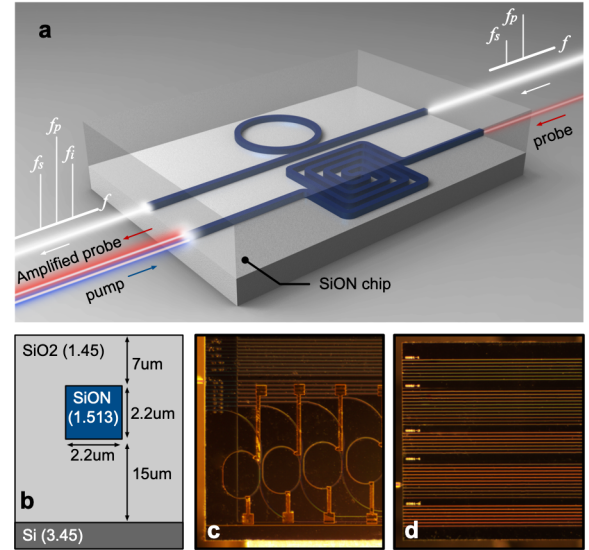 a
f_p
f_s
f
probe
f_p
f_s
f_i
f
Amplified probe
pump
SiON chip
SiO2 (1.45)
7um
SiON
(1.513)
2.2um
2.2um
15um
b
Si (3.45)
c
d